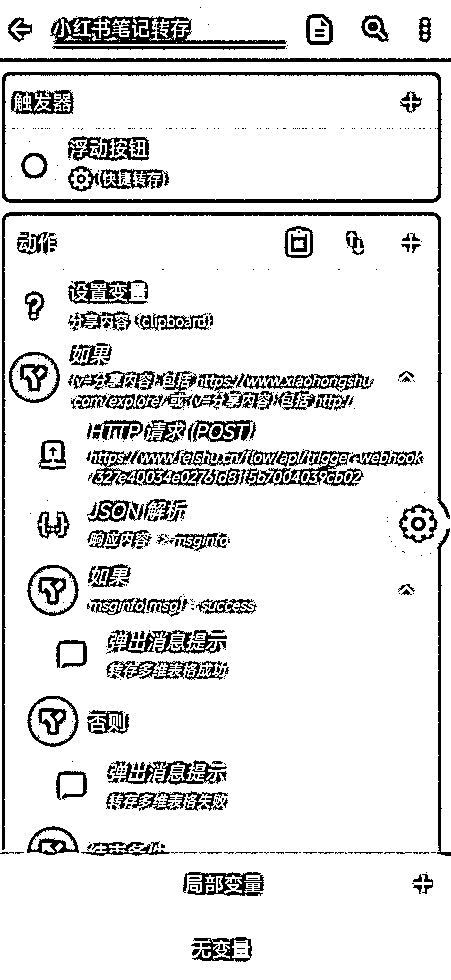 小红书笔记转存
触发器
浮动按钮
(快捷转存)
动作
设置变量
分享内容: {clipboard}
如果
{v=分享内容} 包括 https://www.xiaohongshu.
com/explore/ 或 {v=分享内容} 包括 http:/
HTTP 请求 (POST)
https://www.feishu.cn/flow/api/trigger-webhook
JSON 解析
响应内容 -> msginfo
如果
msginfo[msg] = success
弹出消息提示
转存多维表格成功
否则
弹出消息提示
转存多维表格失败
结束条件
局部变量
无变量